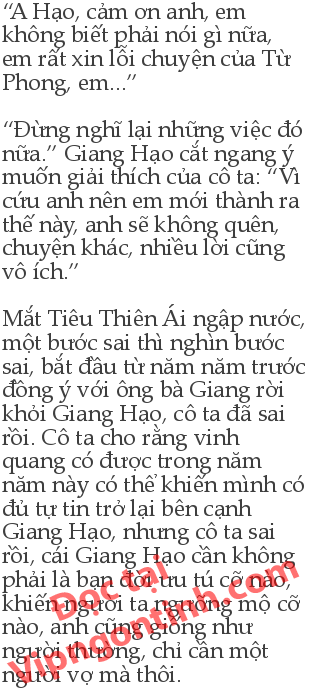 “A Hạo, cảm ơn anh, em
không biết phải nói gì nữa,
em rất xin lỗi chuyện của Từ
Phong, em...”
“Đừng nghĩ lại những việc đó
nữa.” Giang Hạo cắt ngang ý
muốn giải thích của cô ta: “Vì
cứu anh nên em mới thành ra
thế này, anh sẽ không quên,
chuyện khác, nhiều lời cũng
vô ích.”
Mắt Tiêu Thiên Ái ngập nước,
một bước sai thì nghìn bước
sai, bắt đầu từ năm năm trước
đồng ý với ông bà Giang rời
khỏi Giang Hạo, cô ta đã sai
rồi. Cô ta cho rằng vinh
quang có được trong năm
năm này có thể khiến mình có
đủ tự tin trở lại bên cạnh
Giang Hạo, nhưng cô ta sai
rồi, cái Giang Hạo cần không
phải là bạn đời ưu tú cỡ nào,
khiến người ta ngưỡng mộ cỡ
nào, anh cũng giống như
người thường, chỉ cần một
người vợ mà thôi.
Đọc tại
Vipngontinh.com